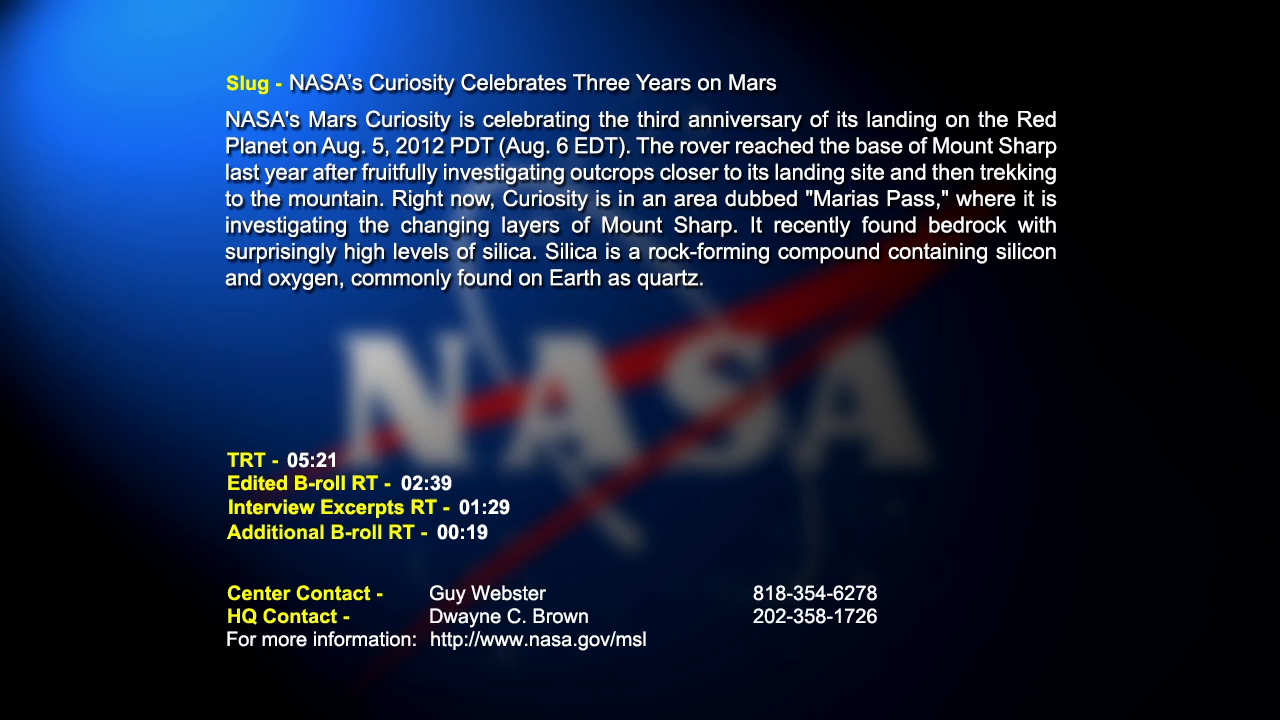 Slug - NASA's Curiosity Celebrates Three Years on Mars
NASA's Mars Curiosity is celebrating the third anniversary of its landing on the Red
Planet on Aug. 5, 2012 PDT (Aug. 6 EDT). The rover reached the base of Mount Sharp
last year after fruitfully investigating outcrops closer to its landing site and then trekking
to the mountain. Right now, Curiosity is in an area dubbed "Marias Pass," where it is
investigating the changing layers of Mount Sharp. It recently found bedrock with
surprisingly high levels of silica. Silica is a rock-forming compound containing silicon
and oxygen, commonly found on Earth as quartz.
NASA
TRT - 05:21
Edited B-roll RT - 02:39
Interview Excerpts RT - 01:29
Additional B-roll RT - 00:19
Center Contact - Guy Webster 818-354-6278
HQ Contact - Dwayne C. Brown 202-358-1726
For more information: http://www.nasa.gov/msl